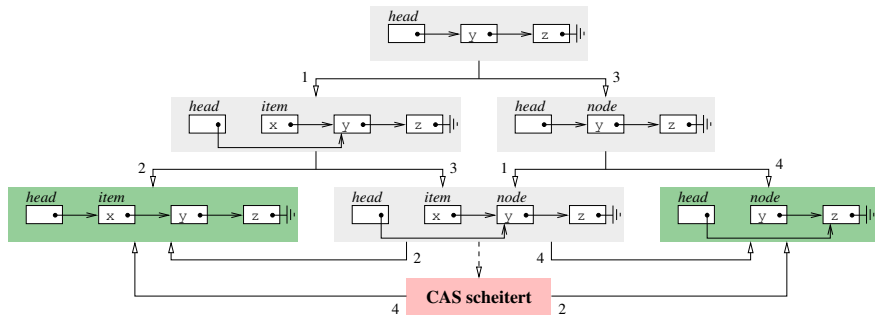 head
y z
1 3
head item
x y z
head node
y z
2 3 1 4
head item
x y z
head item node
x y z
head node
y z
2 4
CAS scheitert
4 2